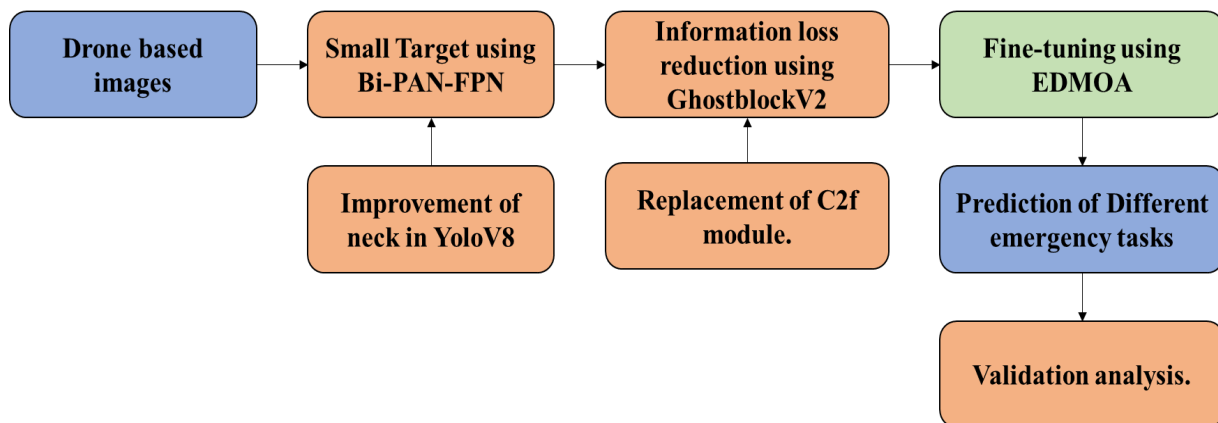 Drone based
images
Small Target using
Bi-PAN-FPN
Information loss
reduction using
GhostblockV2
Fine-tuning using
EDMOA
Improvement of
neck in YoloV8
Replacement of C2f
module.
Prediction of Different
emergency tasks
Validation analysis.